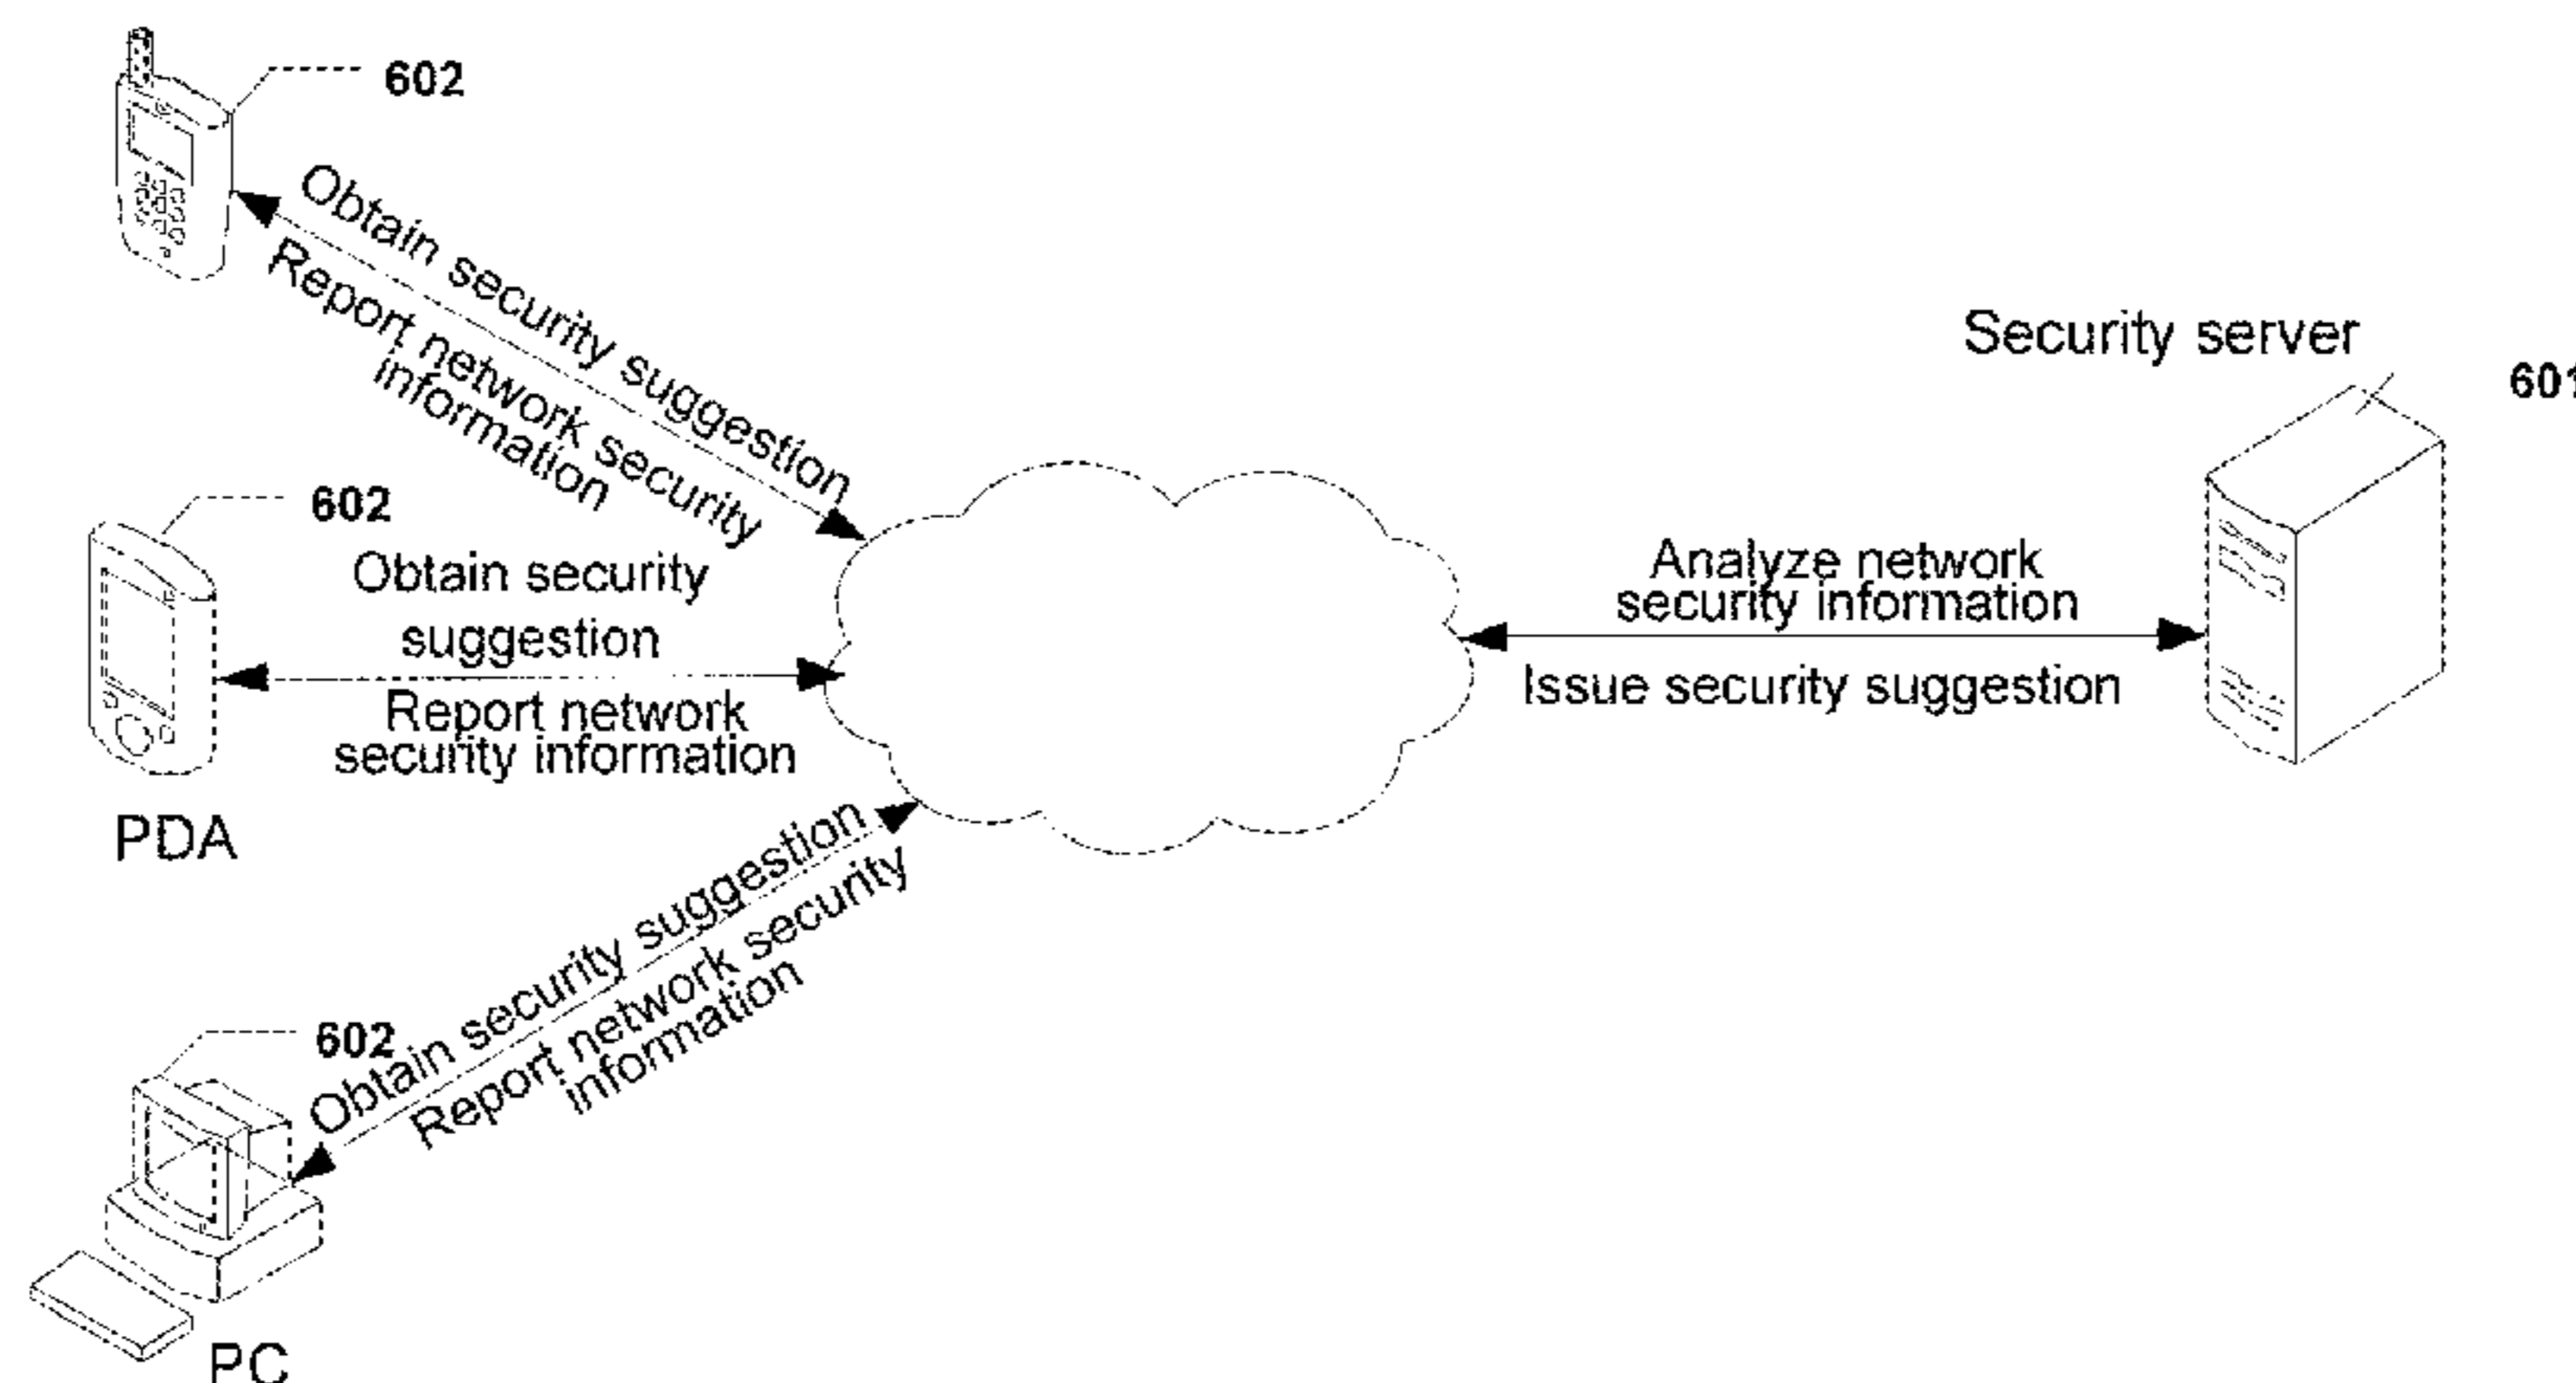 602
Obtain security suggestion
Report network security
information
Security server
602
Obtain security
suggestion
Report network
security information
PDA
Analyze network
security information
Issue security suggestion
602
Obtain security suggestion
Report network security
information
PC